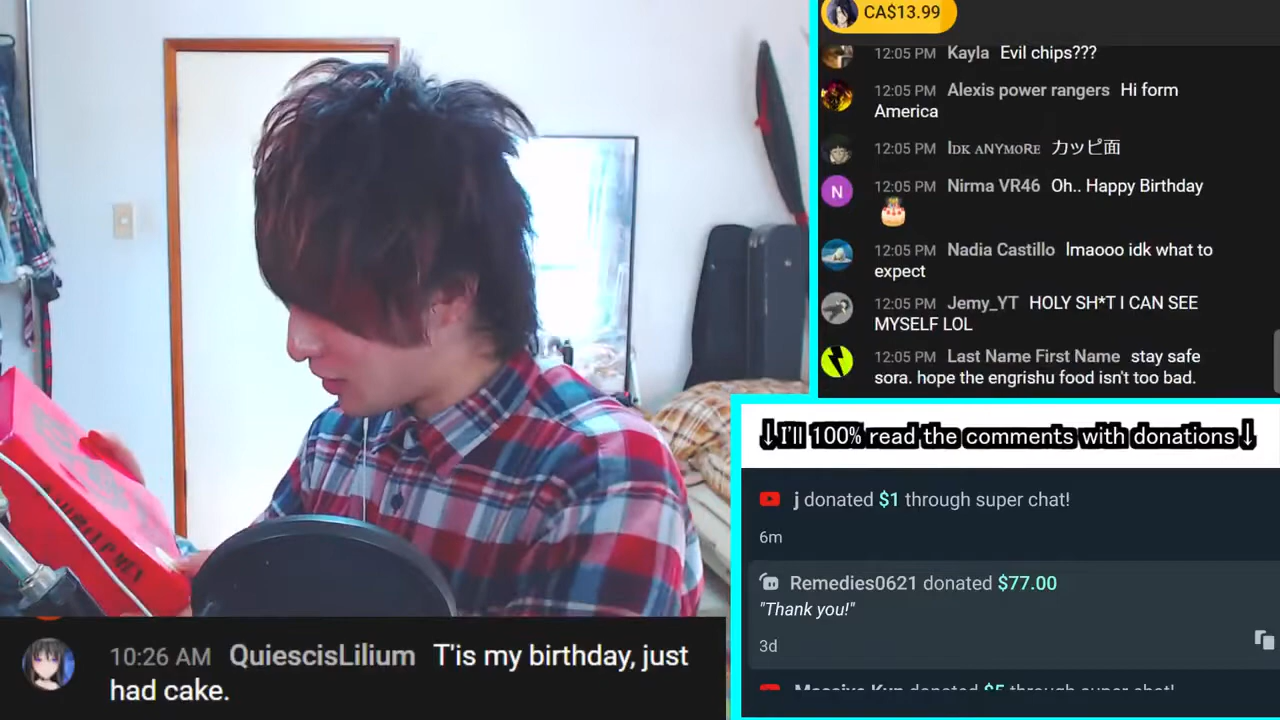 CA$13.99
12:05 PM Kayla Evil chips???
12:05 PM Alexis power rangers Hi form
America
12:05 PM Idk aNYmoRe カッピ面
12:05 PM Nirma VR46 Oh.. Happy Birthday
N
12:05 PM Nadia Castillo lmaooo idk what to
expect
12:05 PM Jemy_YT HOLY SH*T I CAN SEE
MYSELF LOL
12:05 PM Last Name First Name stay safe
sora. hope the engrishu food isn't too bad.
↓I'll 100% read the comments with donations↓
j donated $1 through super chat!
6m
Remedies0621 donated $77.00
"Thank you!"
3d
10:26 AM QuiescisLilium T'is my birthday, just
had cake.